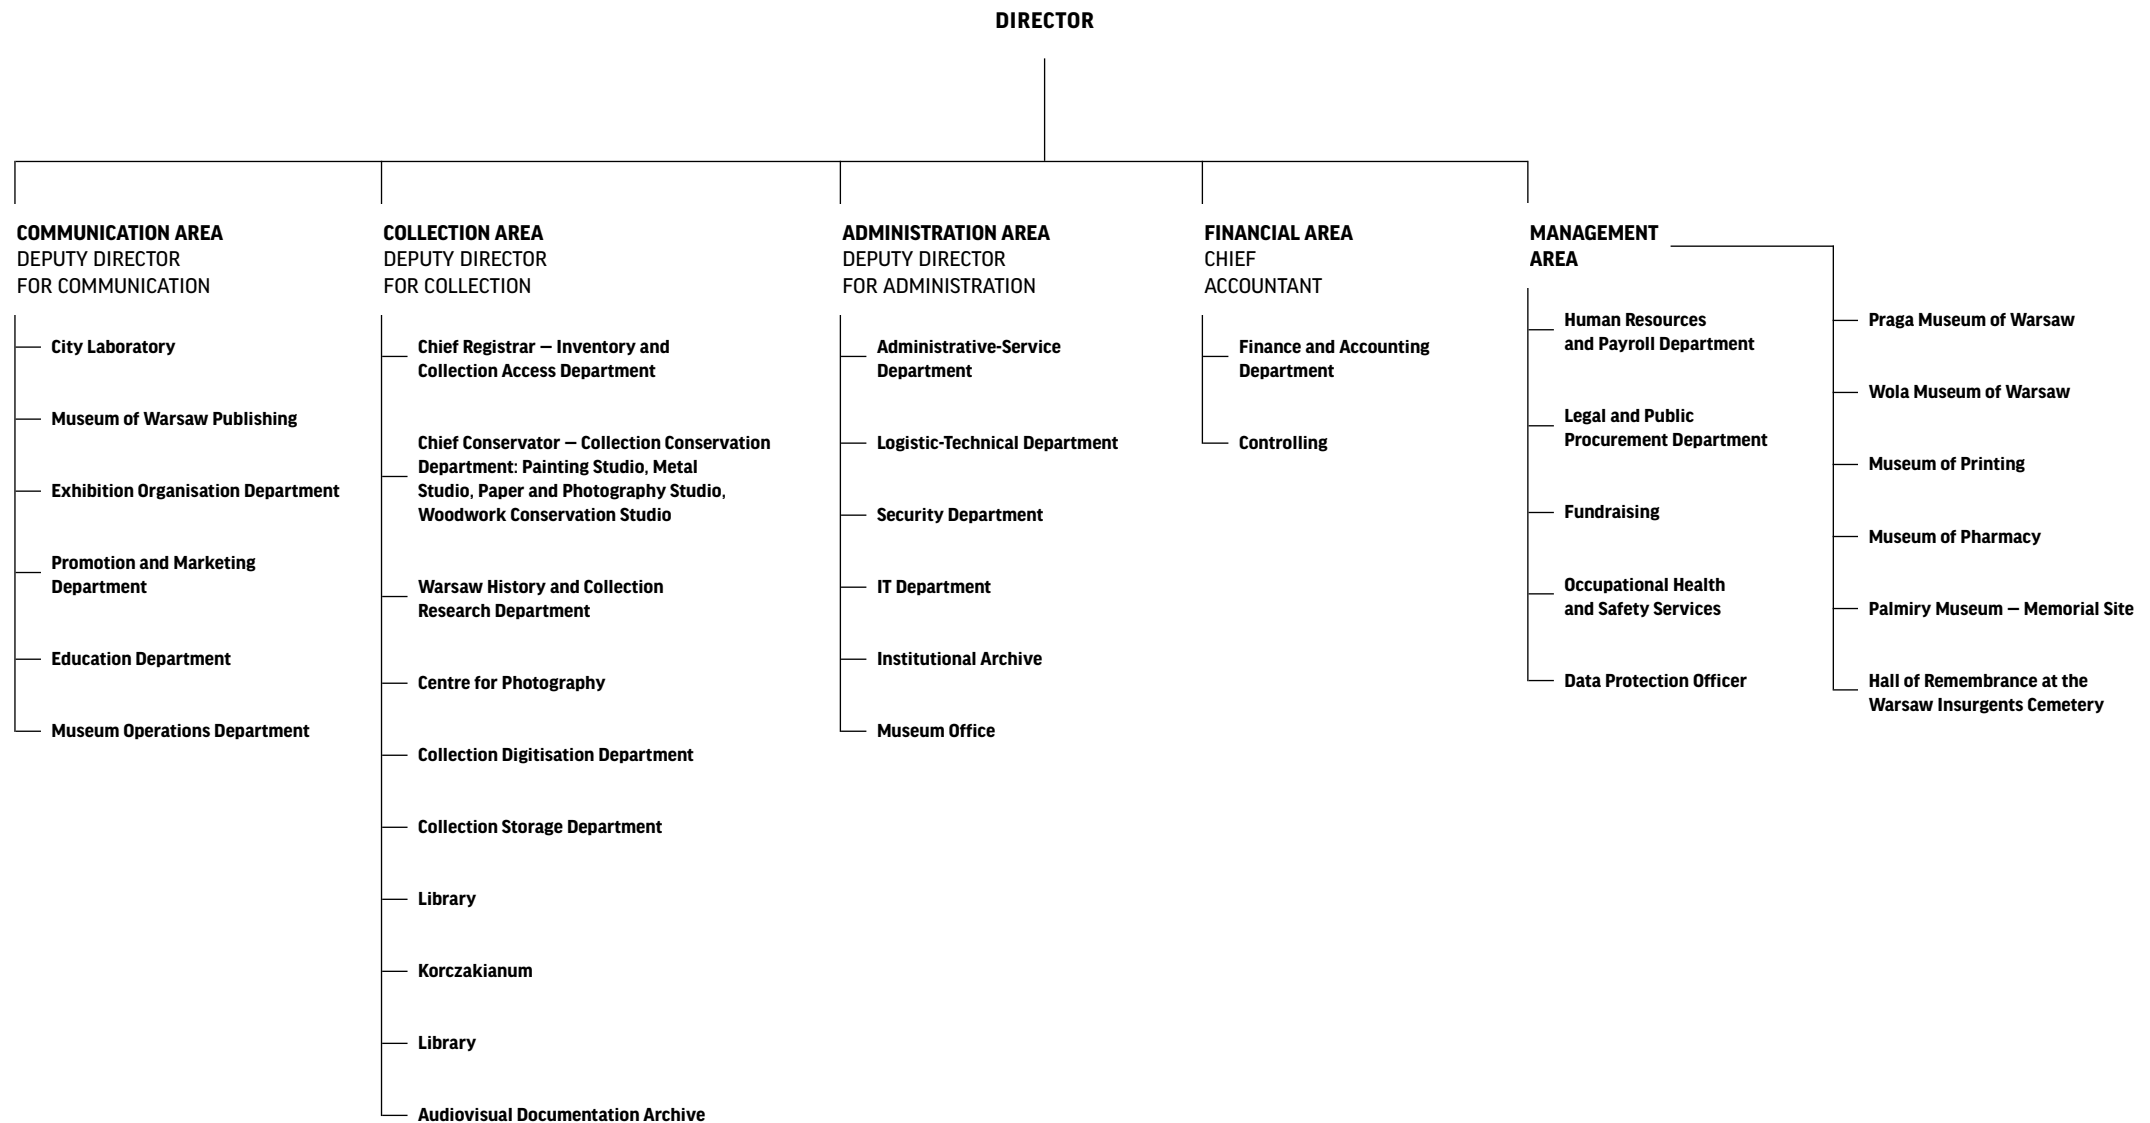 DIRECTOR
COMMUNICATION AREA
DEPUTY DIRECTOR
FOR COMMUNICATION
City Laboratory
Museum of Warsaw Publishing
Exhibition Organisation Department
Promotion and Marketing
Department
Education Department
Museum Operations Department
COLLECTION AREA
DEPUTY DIRECTOR
FOR COLLECTION
Chief Registrar – Inventory and
Collection Access Department
Chief Conservator – Collection Conservation
Department: Painting Studio, Metal
Studio, Paper and Photography Studio,
Woodwork Conservation Studio
Warsaw History and Collection
Research Department
Centre for Photography
Collection Digitisation Department
Collection Storage Department
Library
Korczakianum
Library
Audiovisual Documentation Archive
ADMINISTRATION AREA
DEPUTY DIRECTOR
FOR ADMINISTRATION
Administrative-Service
Department
Logistic-Technical Department
Security Department
IT Department
Institutional Archive
Museum Office
FINANCIAL AREA
CHIEF
ACCOUNTANT
Finance and Accounting
Department
Controlling
MANAGEMENT
AREA
Human Resources
and Payroll Department
Legal and Public
Procurement Department
Fundraising
Occupational Health
and Safety Services
Data Protection Officer
Praga Museum of Warsaw
Wola Museum of Warsaw
Museum of Printing
Museum of Pharmacy
Palmiry Museum – Memorial Site
Hall of Remembrance at the
Warsaw Insurgents Cemetery